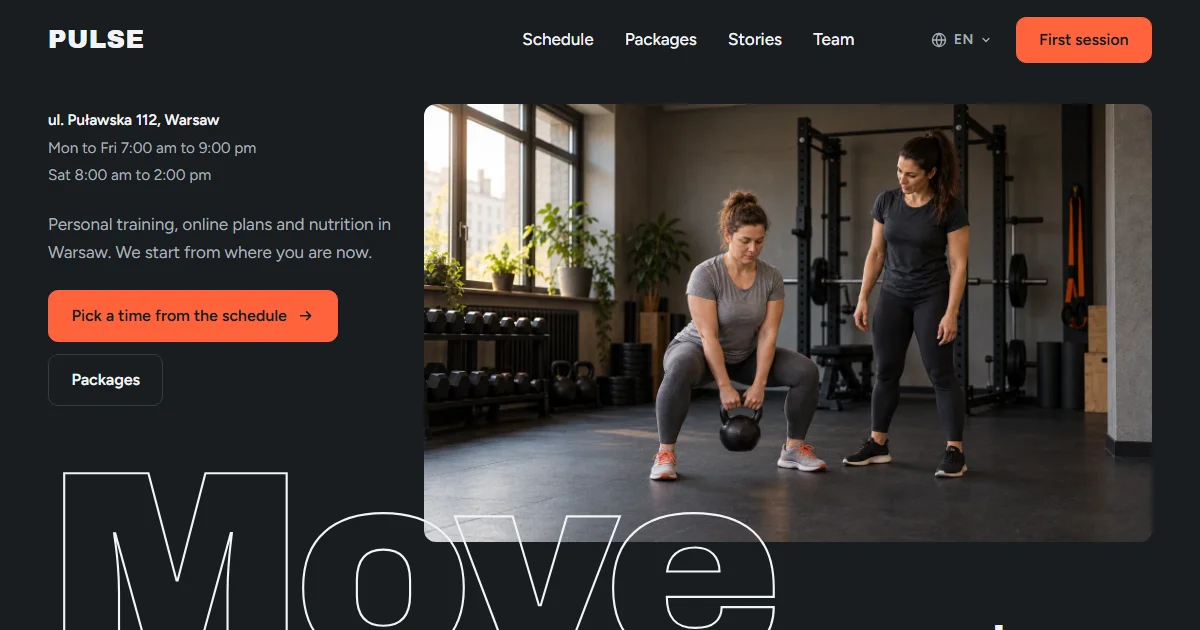 PULSE
Schedule
Packages
Stories
Team
EN
First session
ul. Puławska 112, Warsaw
Mon to Fri 7:00 am to 9:00 pm
Sat 8:00 am to 2:00 pm
Personal training, online plans and nutrition in
Warsaw. We start from where you are now.
Pick a time from the schedule →
Packages
Move